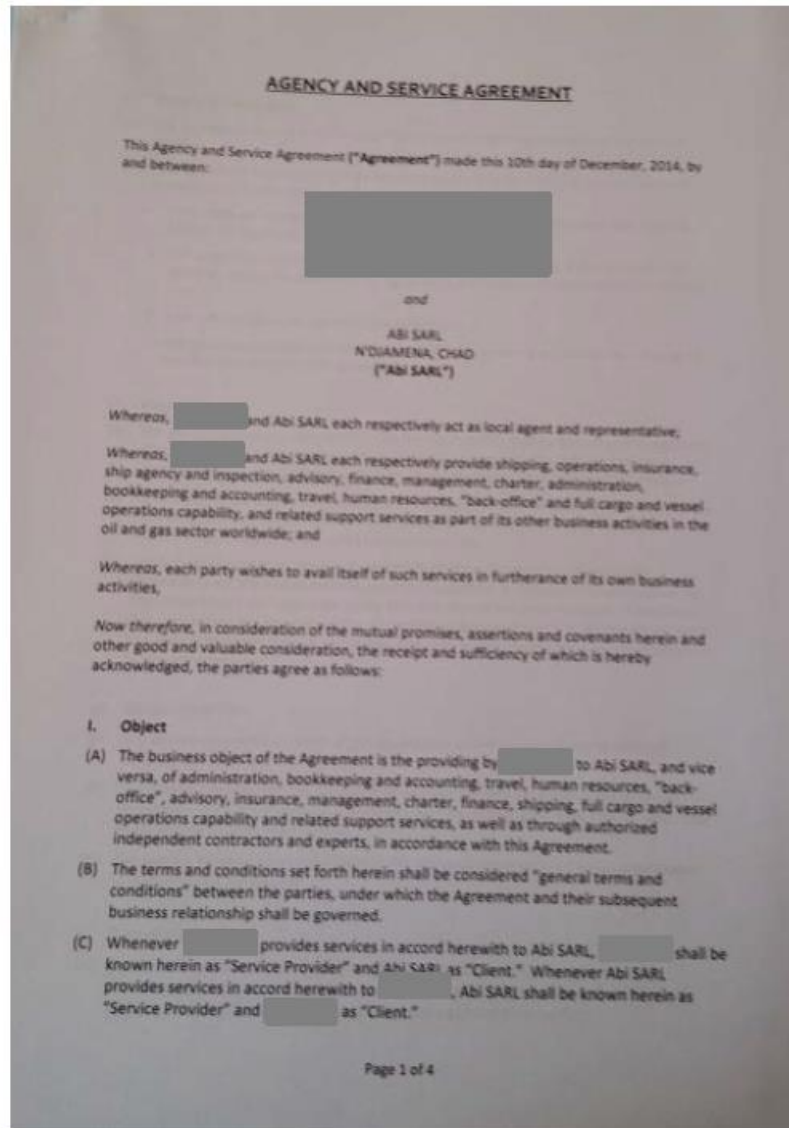 AGENCY AND SERVICE AGREEMENT
This Agency and Service Agreement ("Agreement") made this 10th day of December, 2014, by
and between:
and
ABI SARL
N'DJAMENA, CHAD
("Abi SARL")
Whereas, and Abi SARL each respectively act as local agent and representative;
Whereas, and Abi SARL each respectively provide shipping, operations, insurance,
ship agency and inspection, advisory, finance, management, charter, administration,
bookkeeping and accounting, travel, human resources, "back-office" and full cargo and vessel
operations capability, and related support services as part of its other business activities in the
oil and gas sector worldwide; and
Whereas, each party wishes to avail itself of such services in furtherance of its own business
activities,
Now therefore, in consideration of the mutual promises, assertions and covenants herein and
other good and valuable consideration, the receipt and sufficiency of which is hereby
acknowledged, the parties agree as follows:
I. Object
(A) The business object of the Agreement is the providing by to Abi SARL, and vice
versa, of administration, bookkeeping and accounting, travel, human resources, "back-
office", advisory, insurance, management, charter, finance, shipping, full cargo and vessel
operations capability and related support services, as well as through authorized
independent contractors and experts, in accordance with this Agreement.
(B) The terms and conditions set forth herein shall be considered "general terms and
conditions" between the parties, under which the Agreement and their subsequent
business relationship shall be governed.
(C) Whenever provides services in accord herewith to Abi SARL, shall be
known herein as "Service Provider" and Abi SARL as "Client." Whenever Abi SARL
provides services in accord herewith to , Abi SARL shall be known herein as
"Service Provider" and as "Client."
Page 1 of 4